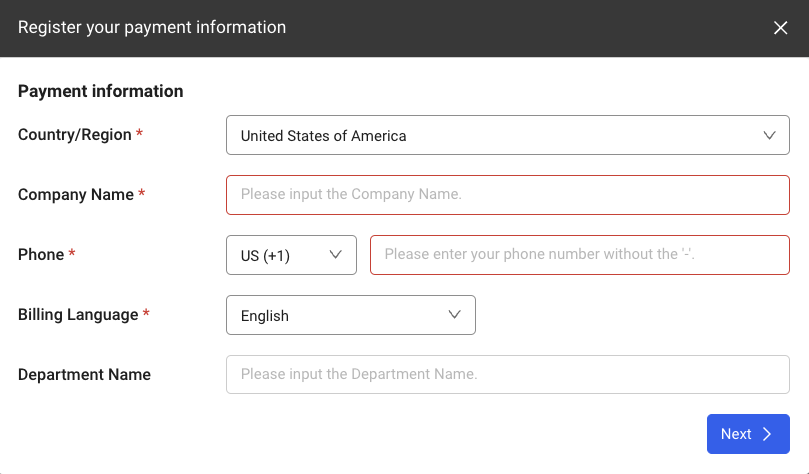 Register your payment information
Payment information
Country/Region *
United States of America
Company Name *
Please input the Company Name.
Phone *
US (+1)
Please enter your phone number without the '-'.
Billing Language *
English
Department Name
Please input the Department Name.
Next